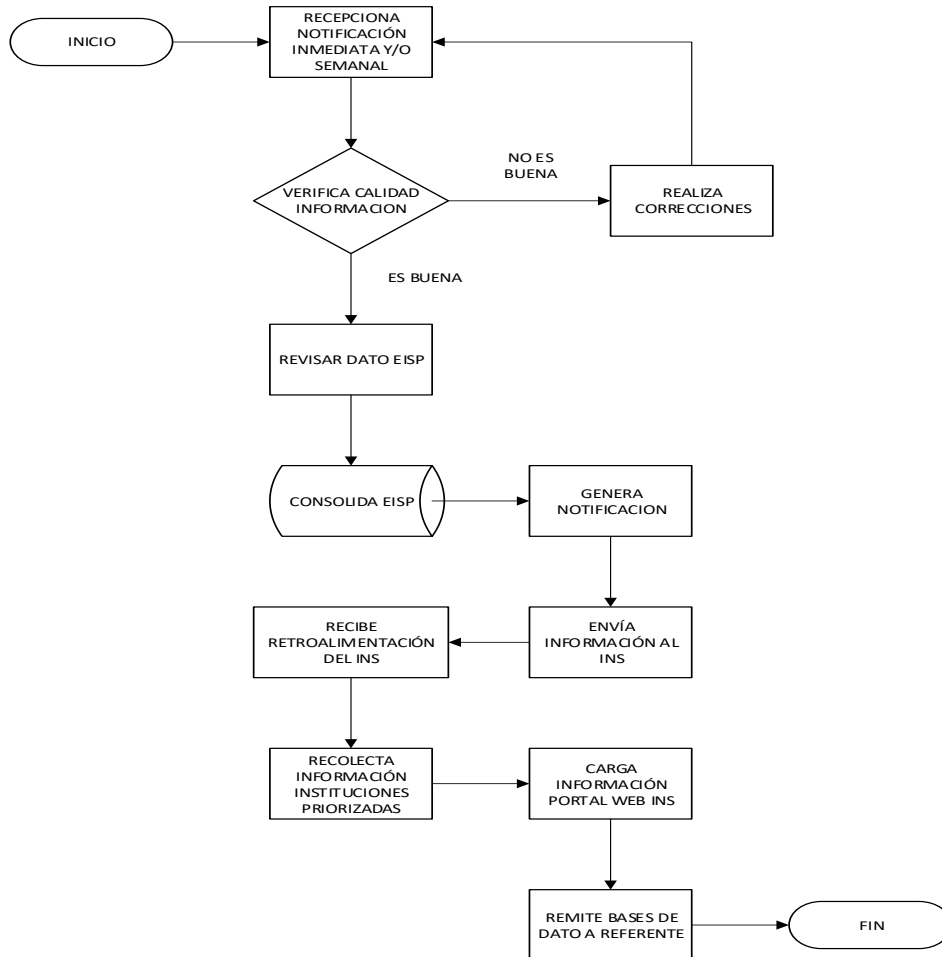 INICIO
RECEPCIONA
NOTIFICACIÓN
INMEDIATA Y/O
SEMANAL
VERIFICA CALIDAD
INFORMACION
NO ES
BUENA
REALIZA
CORRECCIONES
ES BUENA
REVISAR DATO EISP
CONSOLIDA EISP
GENERA
NOTIFICACION
ENVÍA
INFORMACIÓN AL
INS
RECIBE
RETROALIMENTACIÓN
DEL INS
RECOLECTA
INFORMACIÓN
INSTITUCIONES
PRIORIZADAS
CARGA
INFORMACIÓN
PORTAL WEB INS
REMITE BASES DE
DATO A REFERENTE
FIN